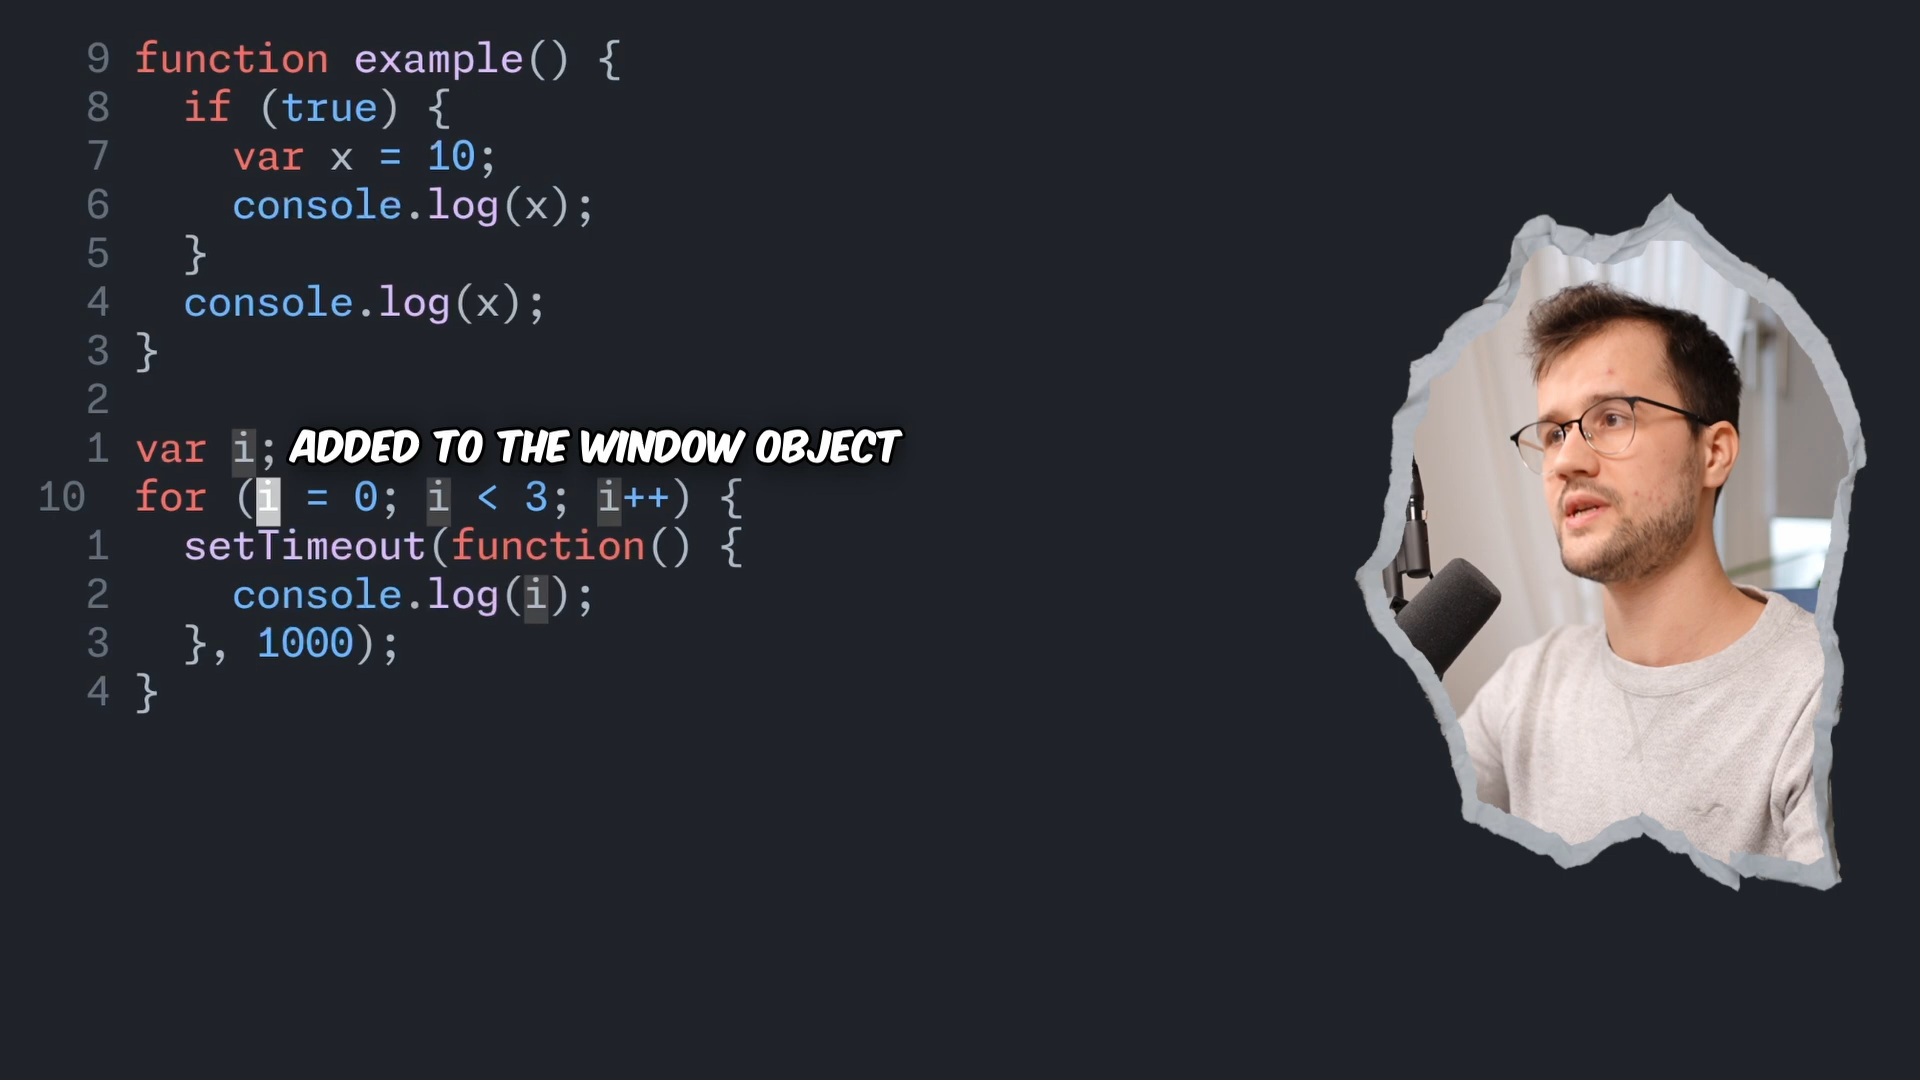 9 function example() {
8 if (true) {
7 var x = 10;
6 console.log(x);
5 }
4 console.log(x);
3 }
2
1 var i; ADDED TO THE WINDOW OBJECT
10 for (i = 0; i < 3; i++) {
1 setTimeout(function() {
2 console.log(i);
3 }, 1000);
4 }